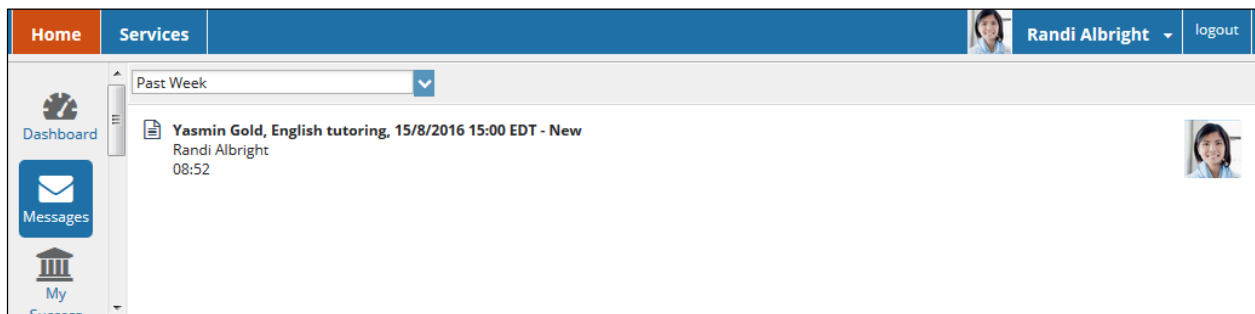 Home Services Randi Albright logout
Past Week
Dashboard
Yasmin Gold, English tutoring, 15/8/2016 15:00 EDT - New
Randi Albright
08:52
Messages
My